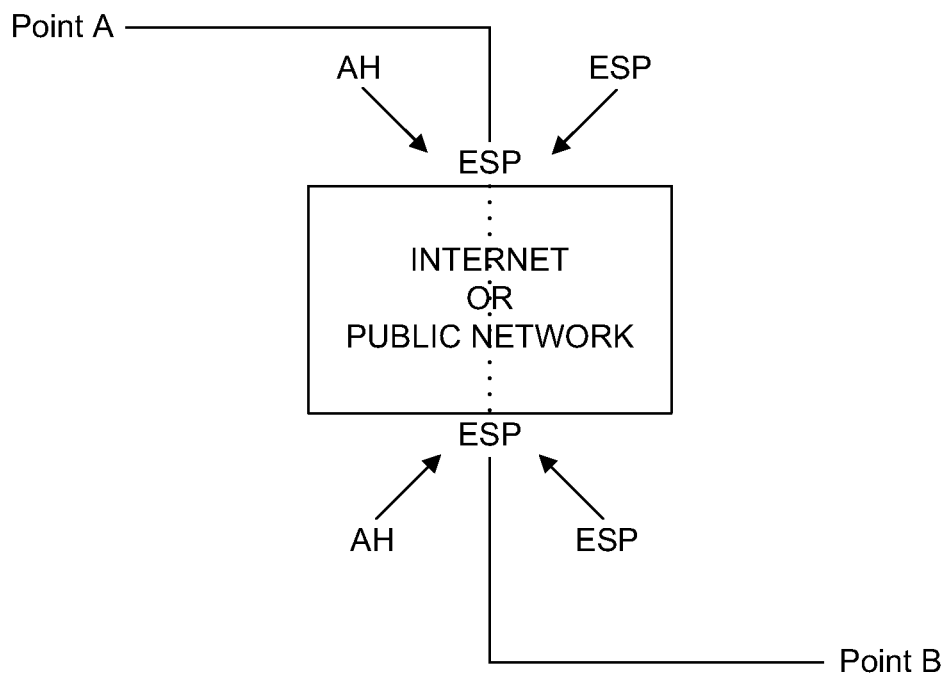 Point A
AH
ESP
ESP
INTERNET
OR
PUBLIC NETWORK
ESP
AH
ESP
Point B